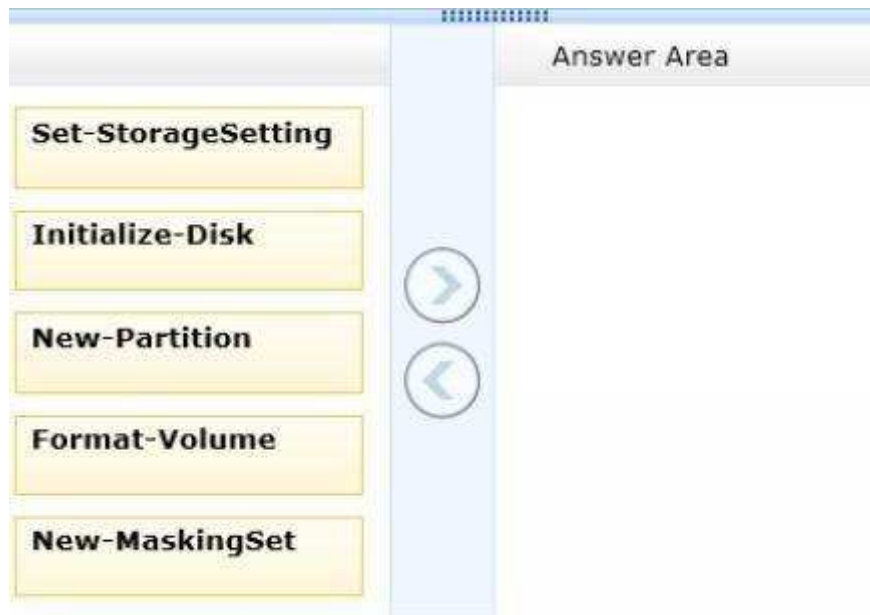 Answer Area
Set-StorageSetting
Initialize-Disk
New-Partition
Format-Volume
New-MaskingSet